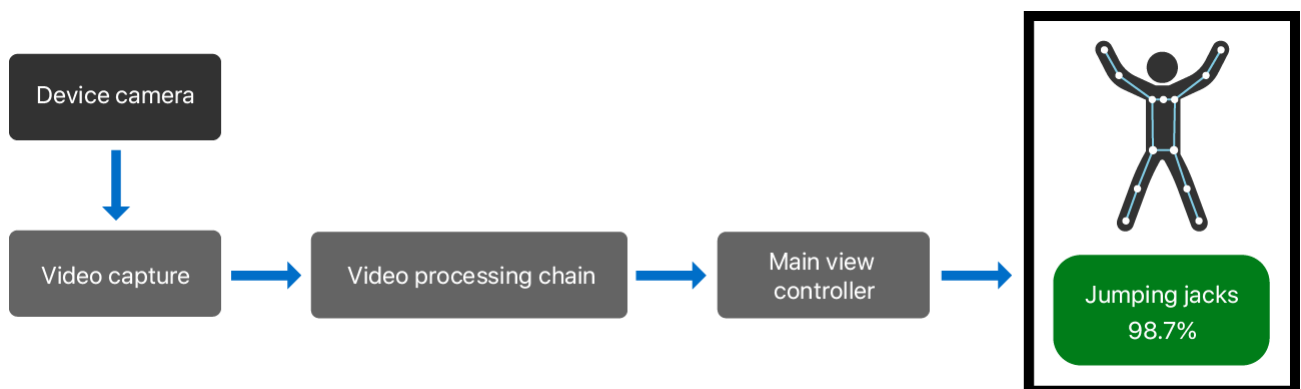 Device camera
Video capture
Video processing chain
Main view
controller
Jumping jacks
98.7%